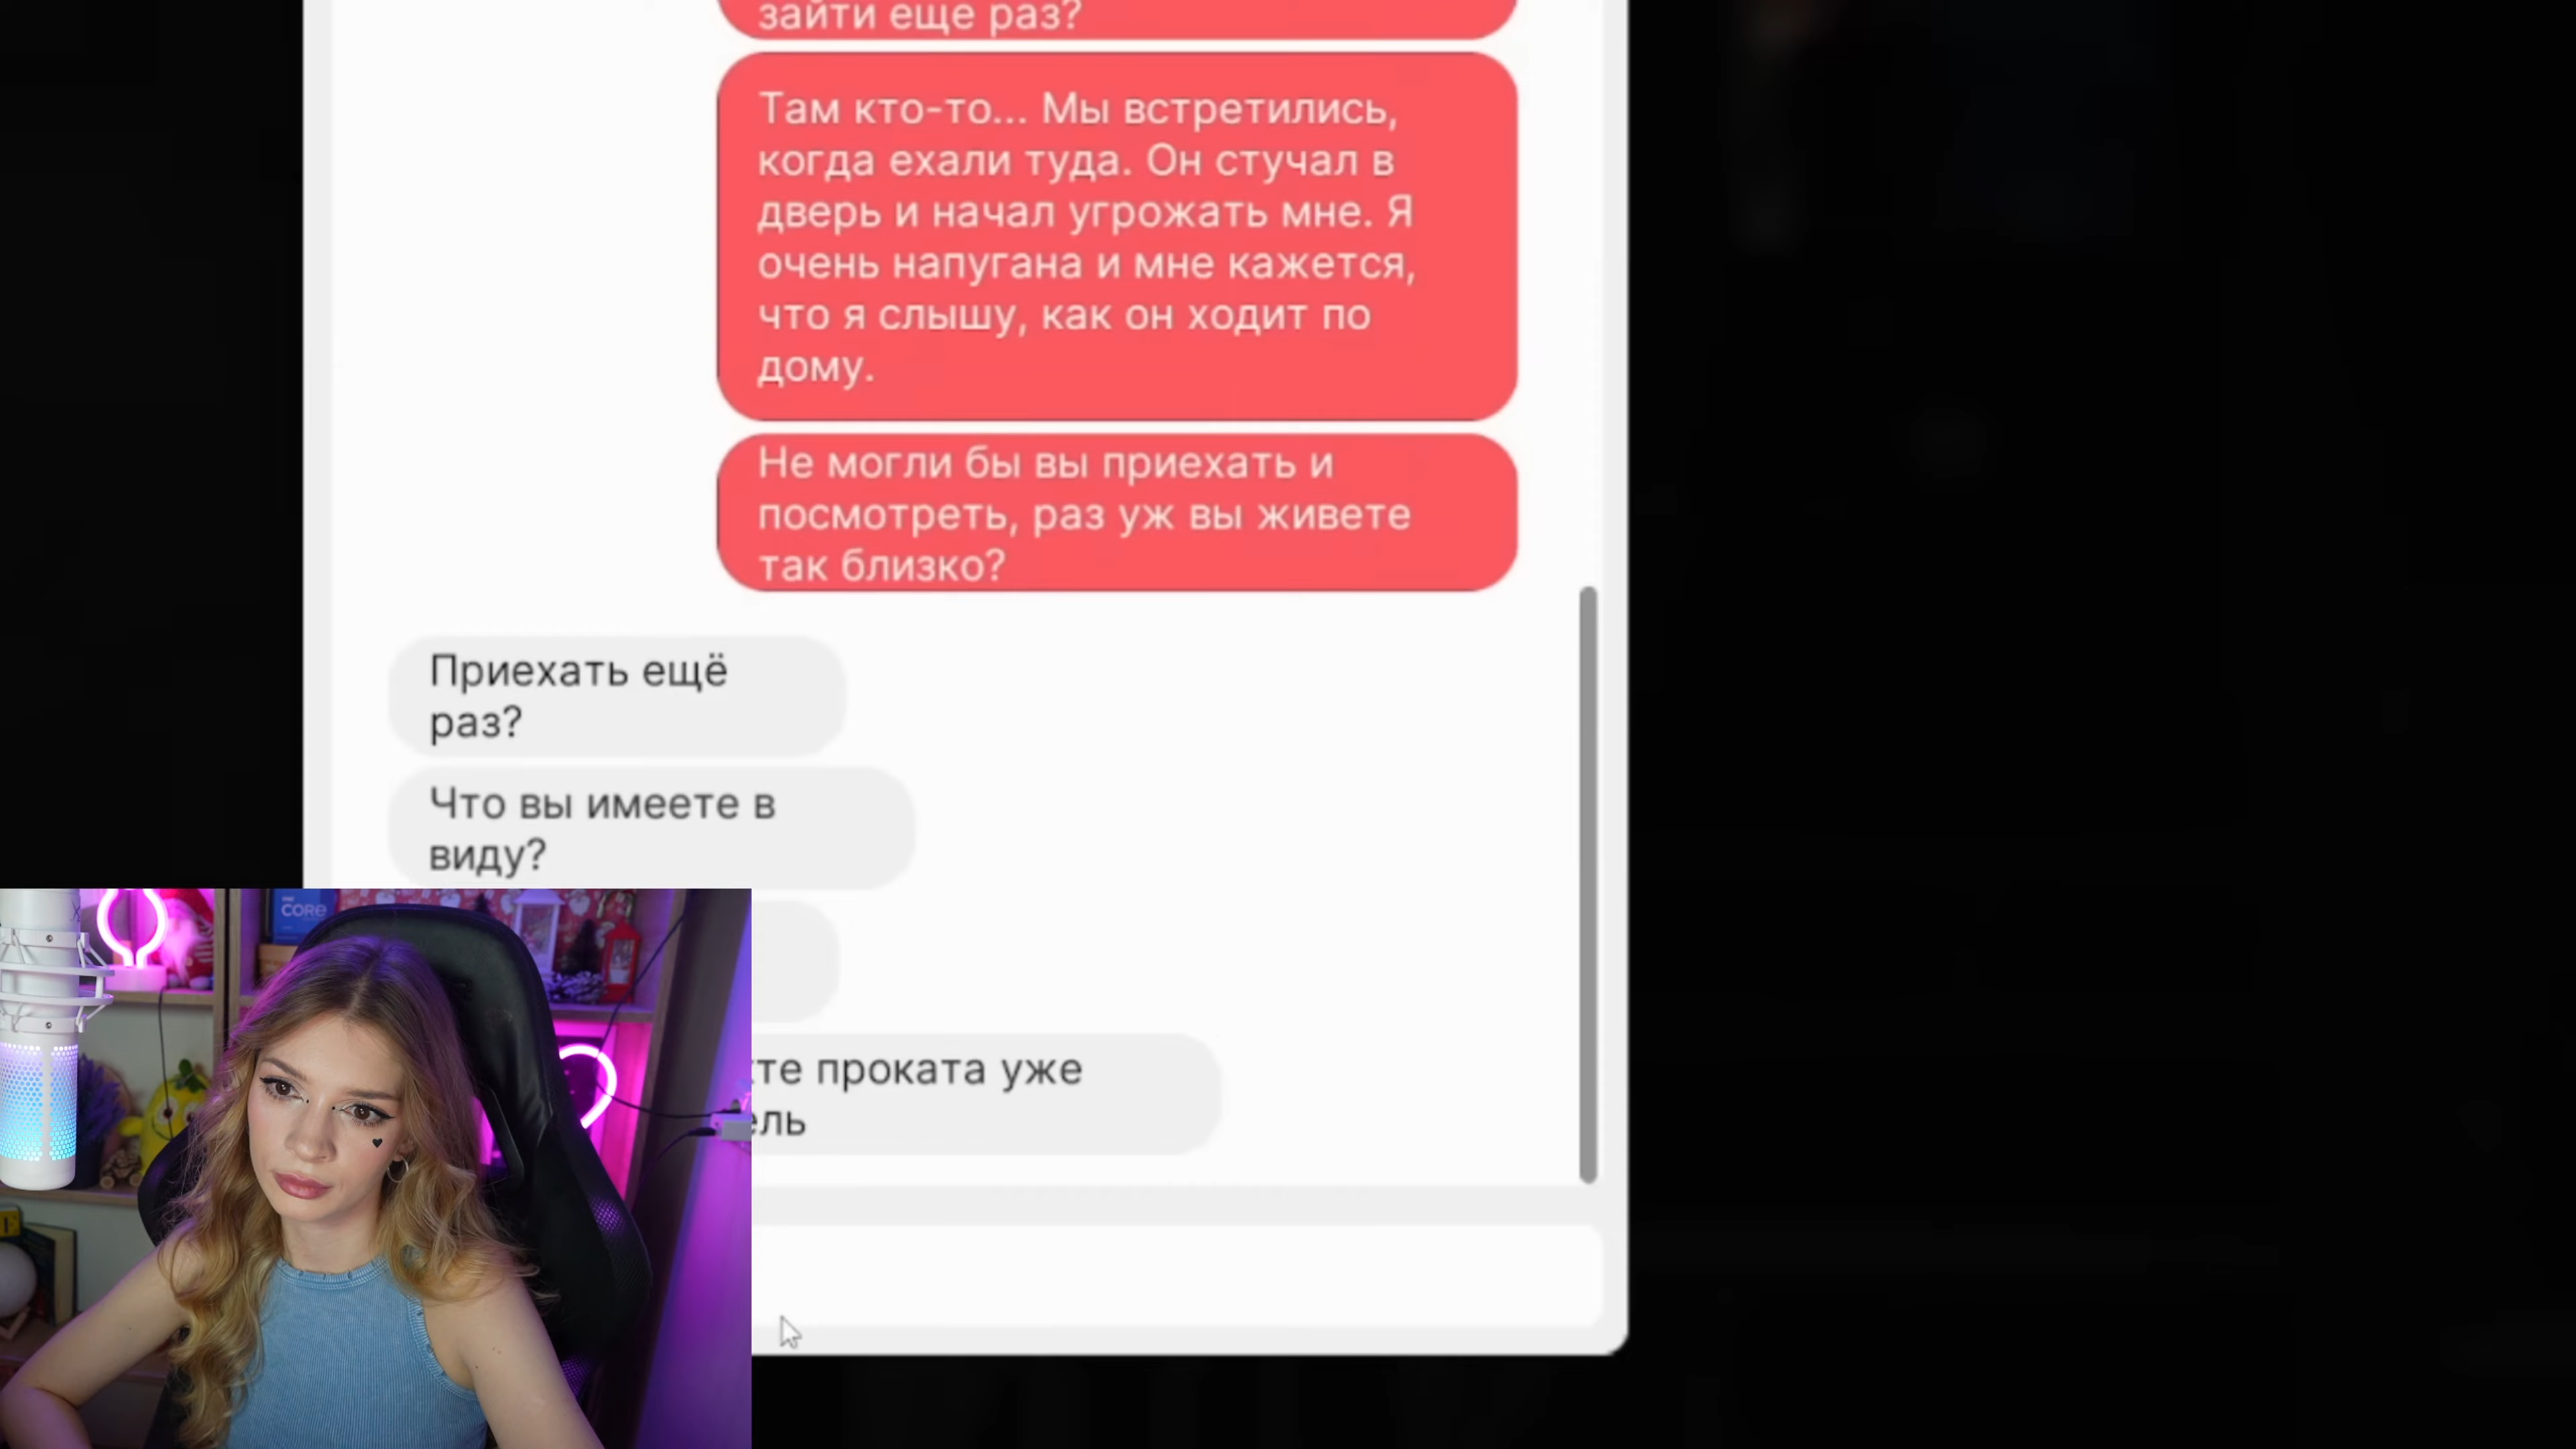 зайти еще раз?
Там кто-то... Мы встретились,
когда ехали туда. Он стучал в
дверь и начал угрожать мне. Я
очень напугана и мне кажется,
что я слышу, как он ходит по
дому.
Не могли бы вы приехать и
посмотреть, раз уж вы живете
так близко?
Приехать ещё
раз?
Что вы имеете в
виду?
CORE
проката уже